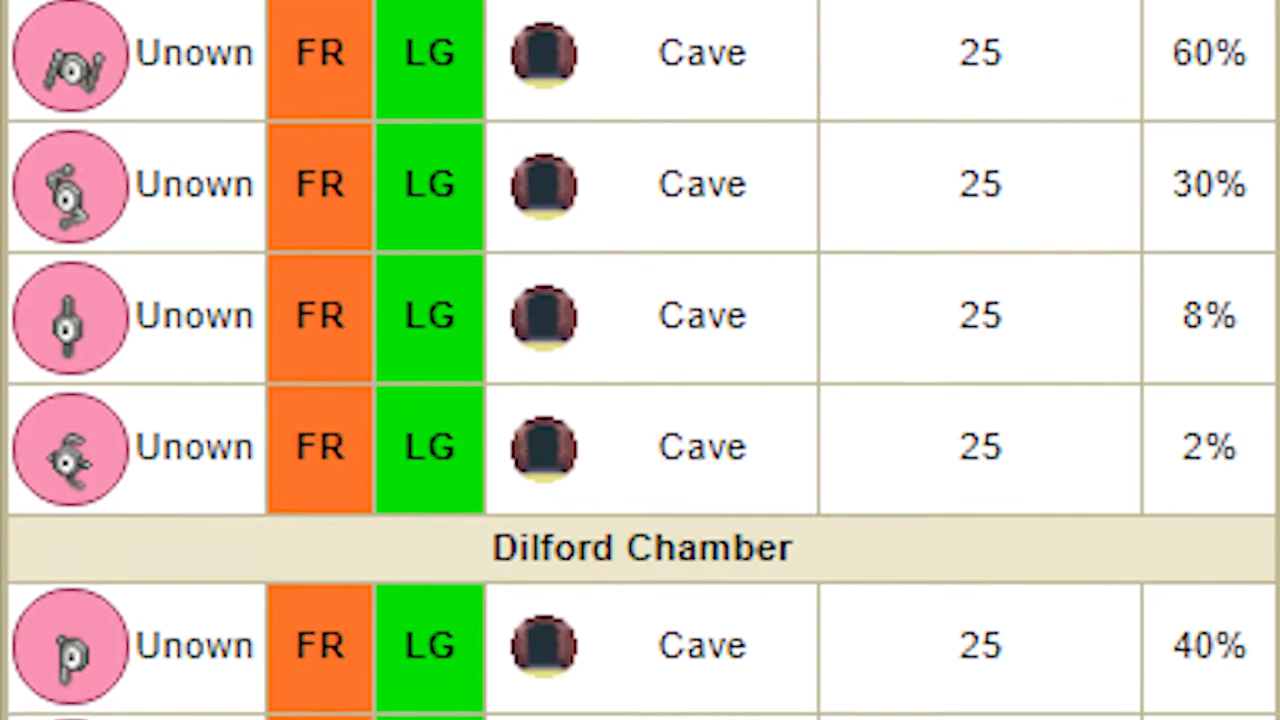 Unown FR LG Cave 25 60%
Unown FR LG Cave 25 30%
Unown FR LG Cave 25 8%
Unown FR LG Cave 25 2%
Dilford Chamber
Unown FR LG Cave 25 40%